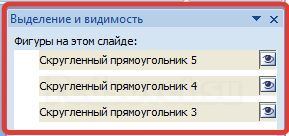 Выделение и видимость
Фигуры на этом слайде:
Скругленный прямоугольник 5
Скругленный прямоугольник 4
Скругленный прямоугольник 3